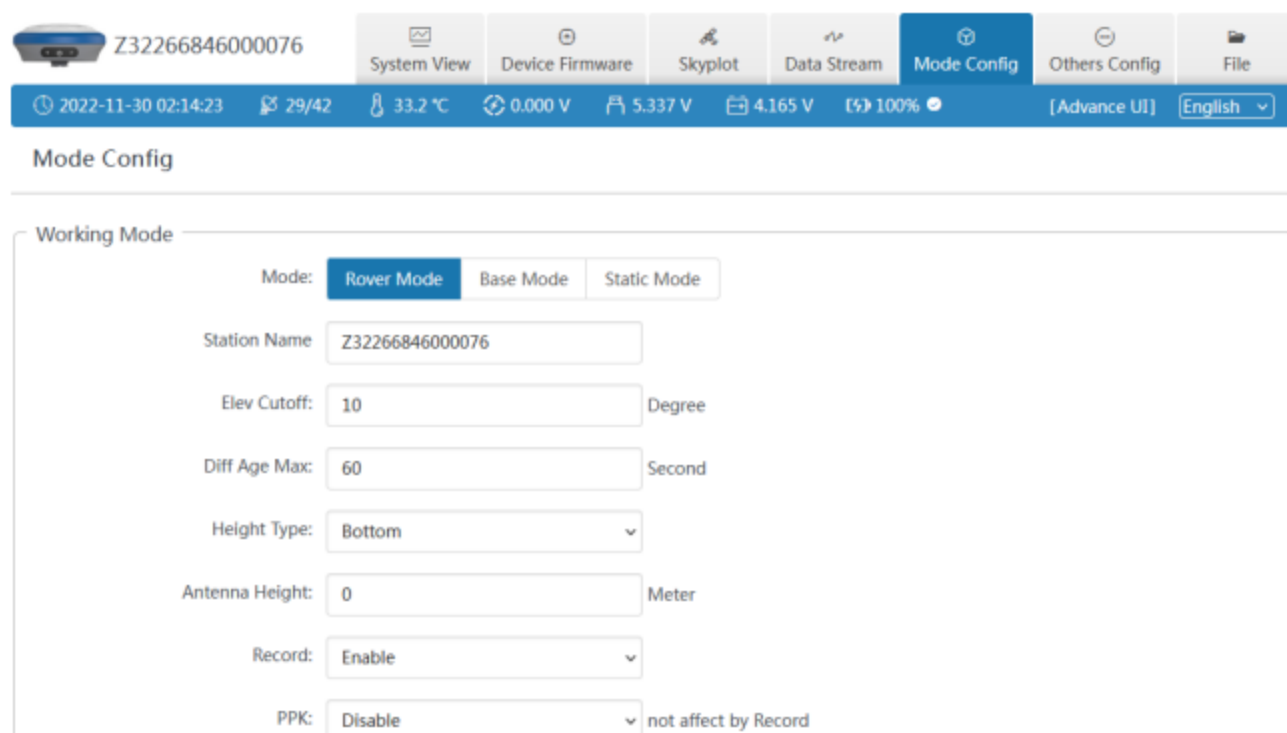 Z32266846000076
System View Device Firmware Skyplot Data Stream Mode Config Others Config File
2022-11-30 02:14:23 29/42 33.2 ℃ 0.000 V 5.337 V 4.165 V 100% [Advance UI] English
Mode Config
Working Mode
Mode: Rover Mode Base Mode Static Mode
Station Name Z32266846000076
Elev Cutoff: 10 Degree
Diff Age Max: 60 Second
Height Type: Bottom
Antenna Height: 0 Meter
Record: Enable
PPK: Disable not affect by Record